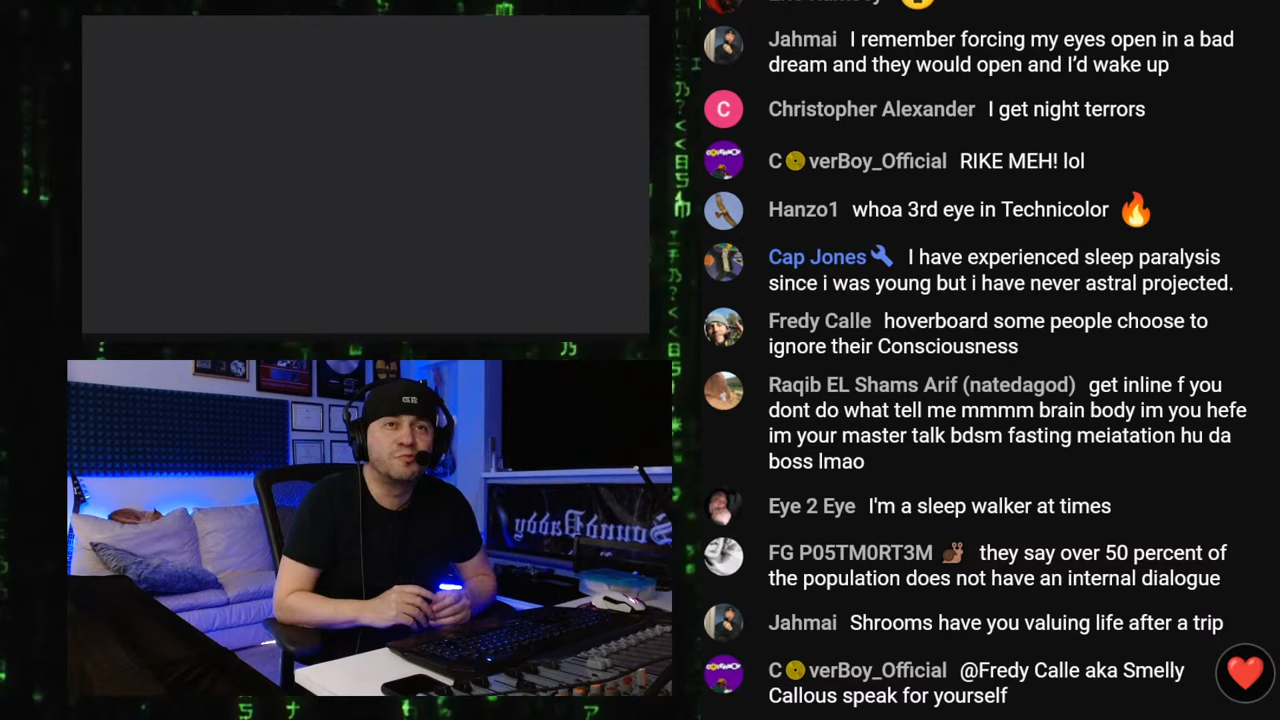 Jahmai I remember forcing my eyes open in a bad
dream and they would open and I'd wake up
C Christopher Alexander I get night terrors
C verBoy_Official RIKE MEH! lol
Hanzo1 whoa 3rd eye in Technicolor 🔥
Cap Jones 🔧 I have experienced sleep paralysis
since i was young but i have never astral projected.
Fredy Calle hoverboard some people choose to
ignore their Consciousness
Raqib EL Shams Arif (natedagod) get inline f you
dont do what tell me mmmm brain body im you hefe
im your master talk bdsm fasting meiatation hu da
boss lmao
Eye 2 Eye I'm a sleep walker at times
FG P05TM0RT3M 🐌 they say over 50 percent of
the population does not have an internal dialogue
Jahmai Shrooms have you valuing life after a trip
C verBoy_Official @Fredy Calle aka Smelly
Callous speak for yourself
SoundDaddy